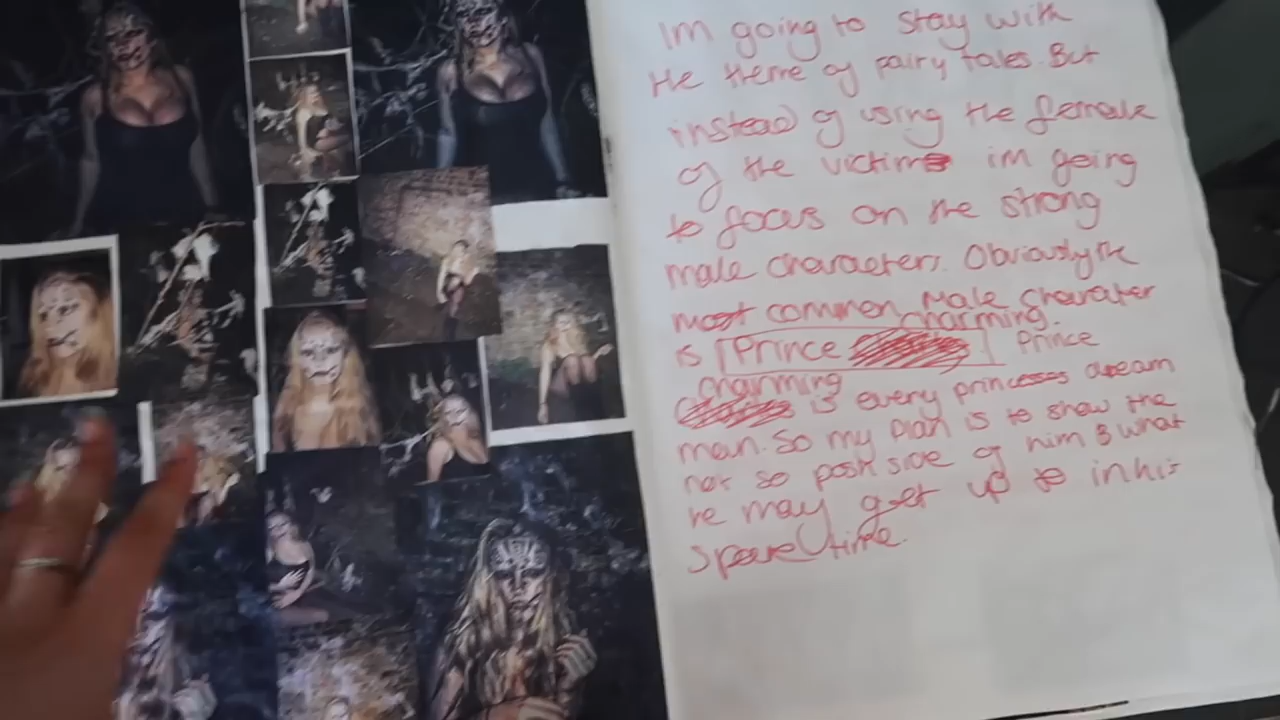 Im going to stay with
the theme of fairy tales. But
instead of using the female
of the victim im going
to focus on the strong
male characters. Obviously the
most common Male Charater
charming.
is Prince Prince
charming
is every princesses dream
man. So my plan is to show the
not so posh side of him & what
he may get up to in his
spare time.